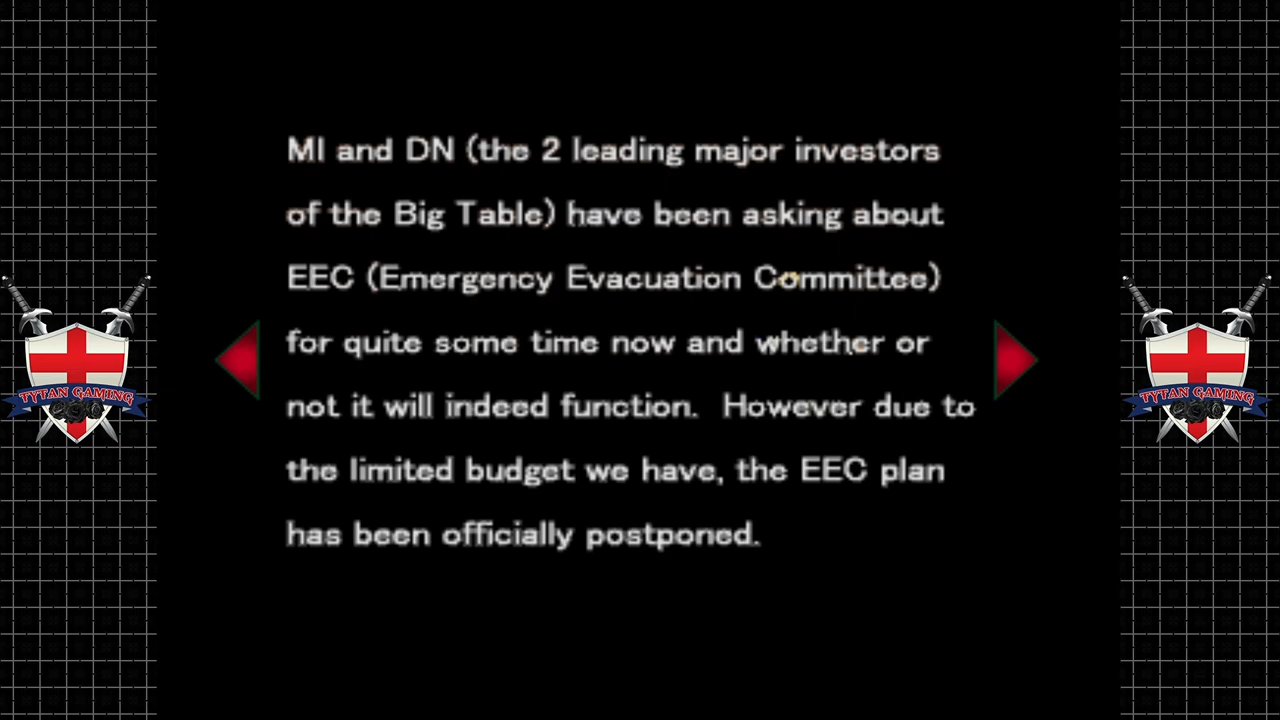 MI and DN (the 2 leading major investors
of the Big Table) have been asking about
EEC (Emergency Evacuation Committee)
for quite some time now and whether or
not it will indeed function.  However due to
the limited budget we have, the EEC plan
has been officially postponed.
TYTAN GAMING
TYTAN GAMING